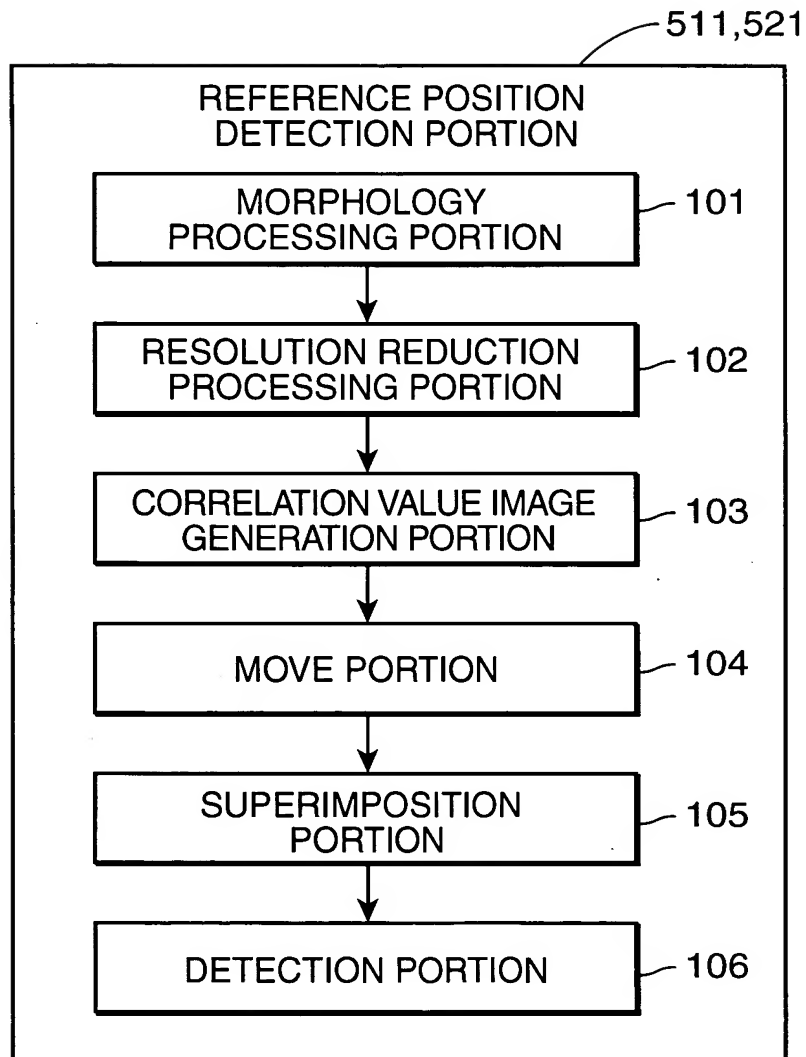 511,521
REFERENCE POSITION
DETECTION PORTION
MORPHOLOGY
PROCESSING PORTION
101
RESOLUTION REDUCTION
PROCESSING PORTION
102
CORRELATION VALUE IMAGE
GENERATION PORTION
103
MOVE PORTION
104
SUPERIMPOSITION
PORTION
105
DETECTION PORTION
106